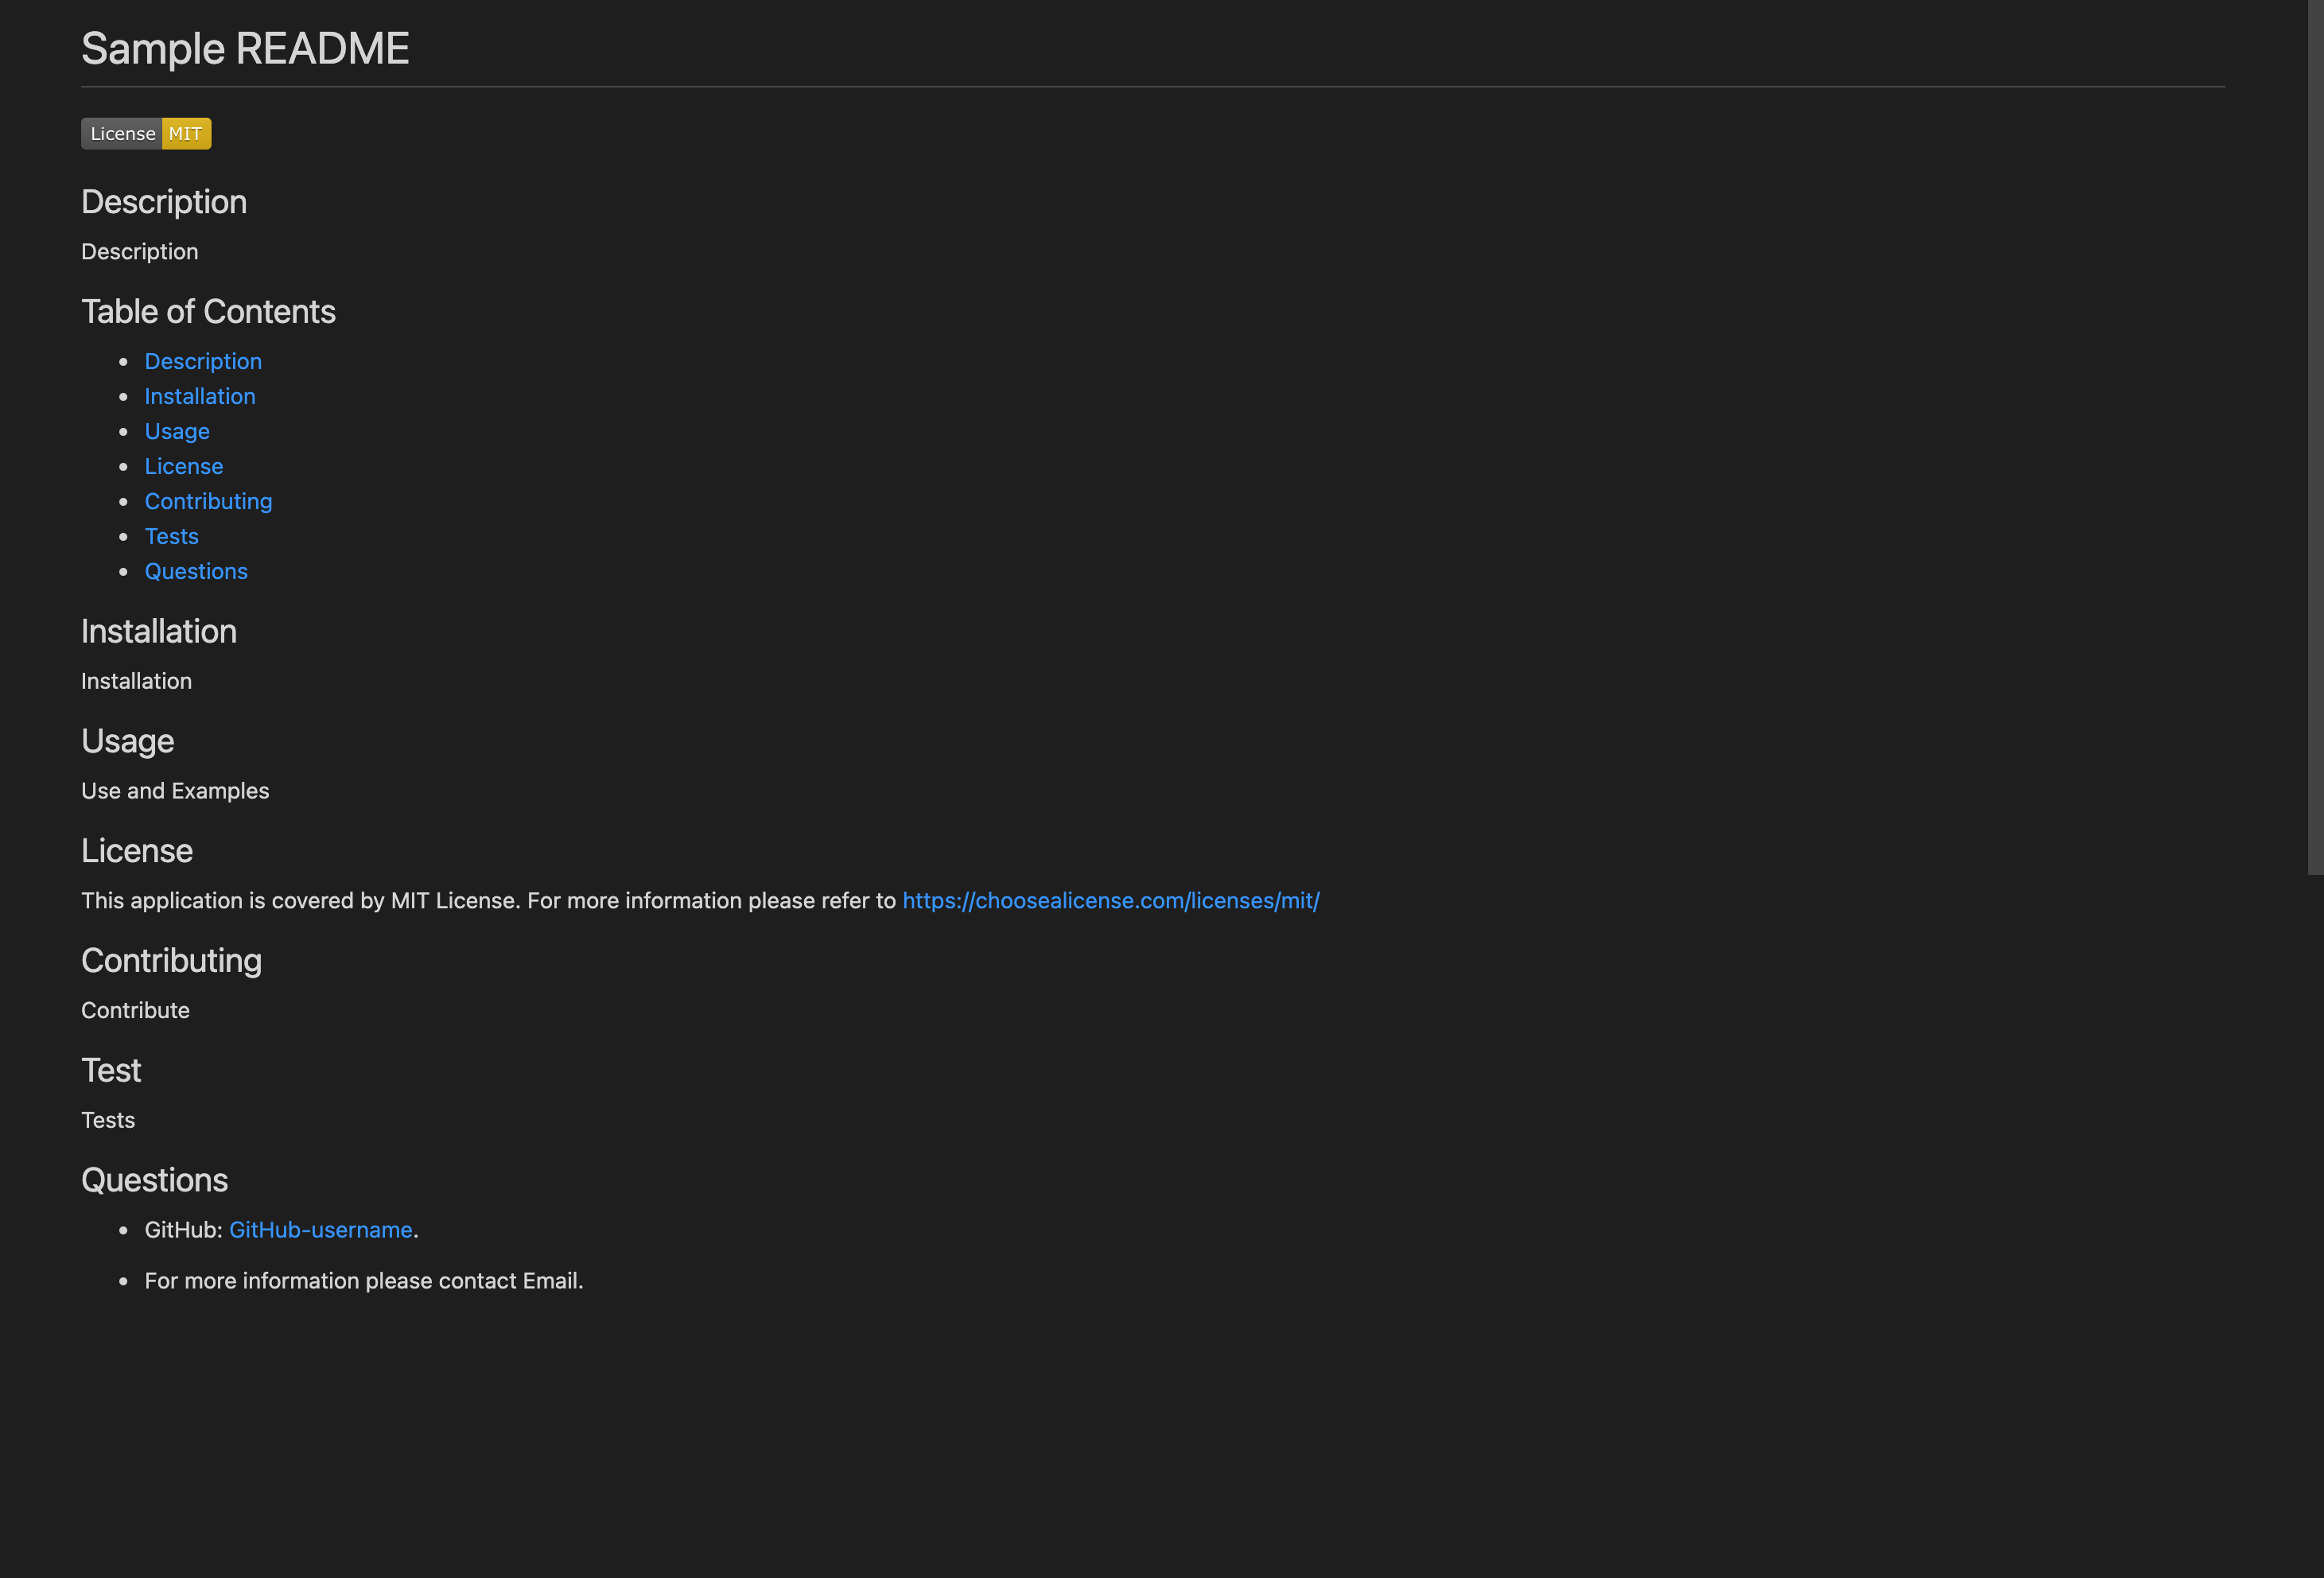 Sample README
License MIT
Description
Description
Table of Contents
Description
Installation
Usage
License
Contributing
Tests
Questions
Installation
Installation
Usage
Use and Examples
License
This application is covered by MIT License. For more information please refer to https://choosealicense.com/licenses/mit/
Contributing
Contribute
Test
Tests
Questions
GitHub: GitHub-username.
For more information please contact Email.